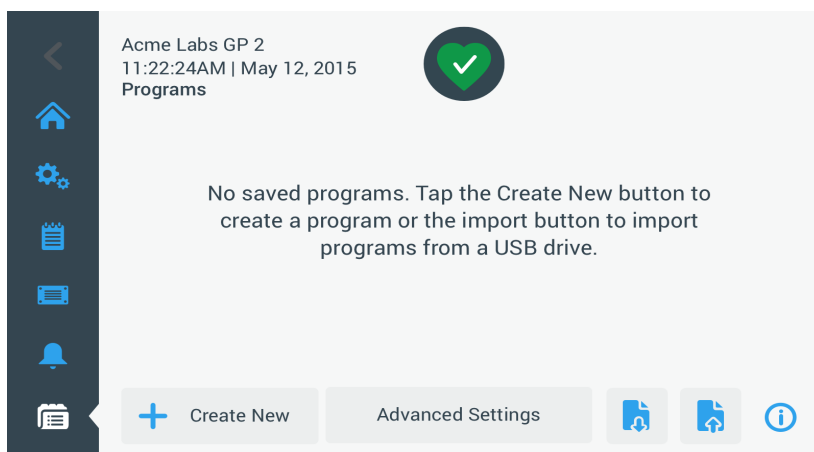 Acme Labs GP 2
11:22:24AM | May 12, 2015
Programs
No saved programs. Tap the Create New button to
create a program or the import button to import
programs from a USB drive.
Create New
Advanced Settings